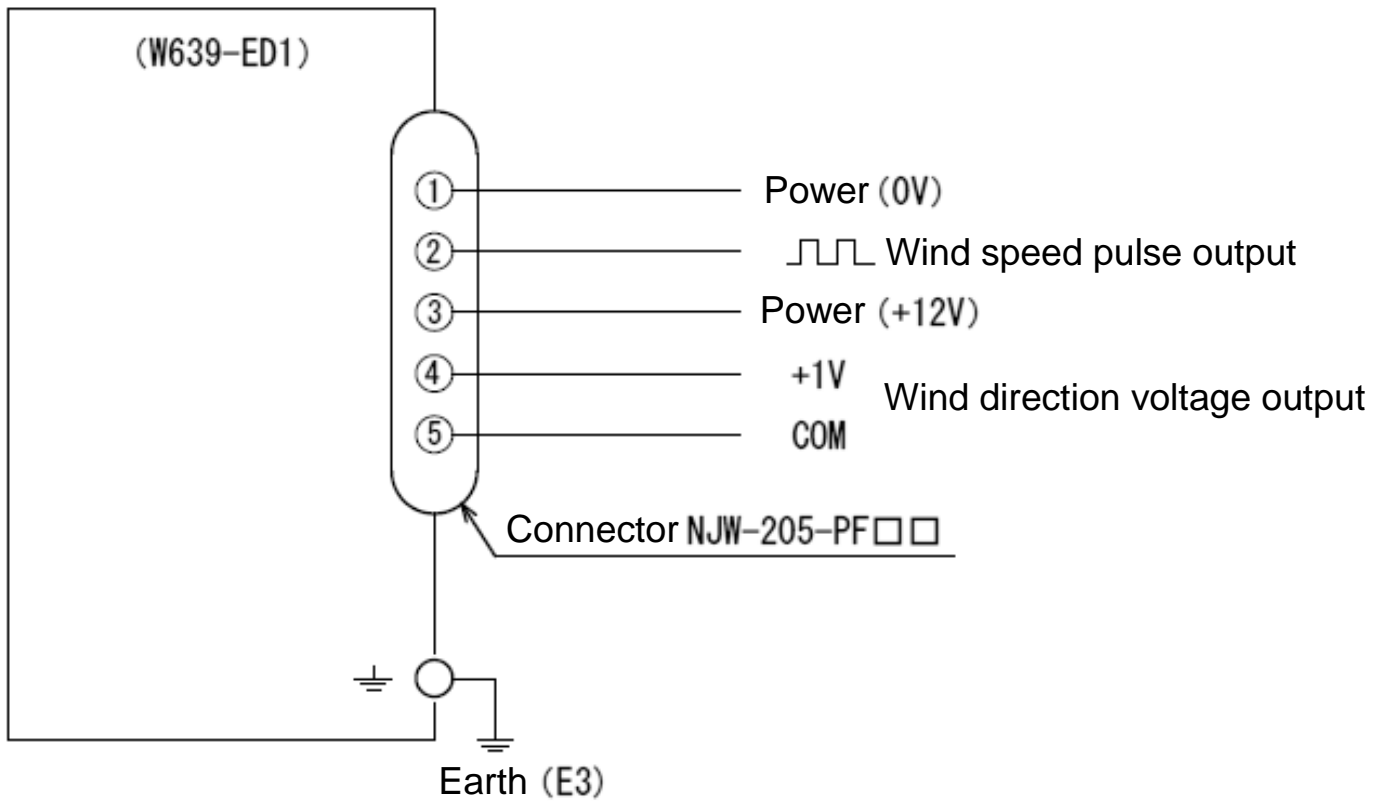 (W639-ED1)
① Power (0V)
② Wind speed pulse output
③ Power (+12V)
④ +1V
Wind direction voltage output
⑤ COM
Connector NJW-205-PF□□
Earth (E3)